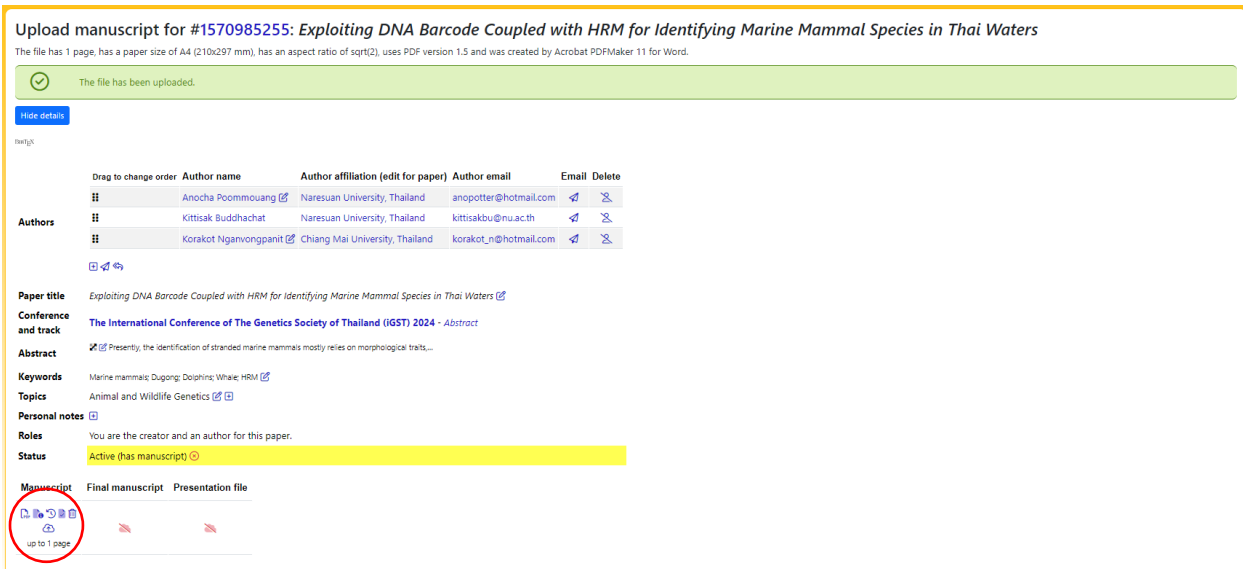 Upload manuscript for #1570985255: Exploiting DNA Barcode Coupled with HRM for Identifying Marine Mammal Species in Thai Waters
The file has 1 page, has a paper size of A4 (210x297 mm), has an aspect ratio of sqrt(2), uses PDF version 1.5 and was created by Acrobat PDFMaker 11 for Word.
The file has been uploaded.
Hide details
Drag to change order Author name Author affiliation (edit for paper) Author email Email Delete
Anocha Poommouang Naresuan University, Thailand anopotter@hotmail.com
Authors
Kittisak Buddhachat Naresuan University, Thailand kittisakbu@nu.ac.th
Korakot Nganvongpanit Chiang Mai University, Thailand korakot_n@hotmail.com
Paper title Exploiting DNA Barcode Coupled with HRM for Identifying Marine Mammal Species in Thai Waters
Conference and track The International Conference of The Genetics Society of Thailand (iGST) 2024 - Abstract
Abstract Presently, the identification of stranded marine mammals mostly relies on morphological traits,...
Keywords Marine mammals; Dugong; Dolphins; Whale; HRM
Topics Animal and Wildlife Genetics
Personal notes
Roles You are the creator and an author for this paper.
Status Active (has manuscript)
Manuscript Final manuscript Presentation file
up to 1 page